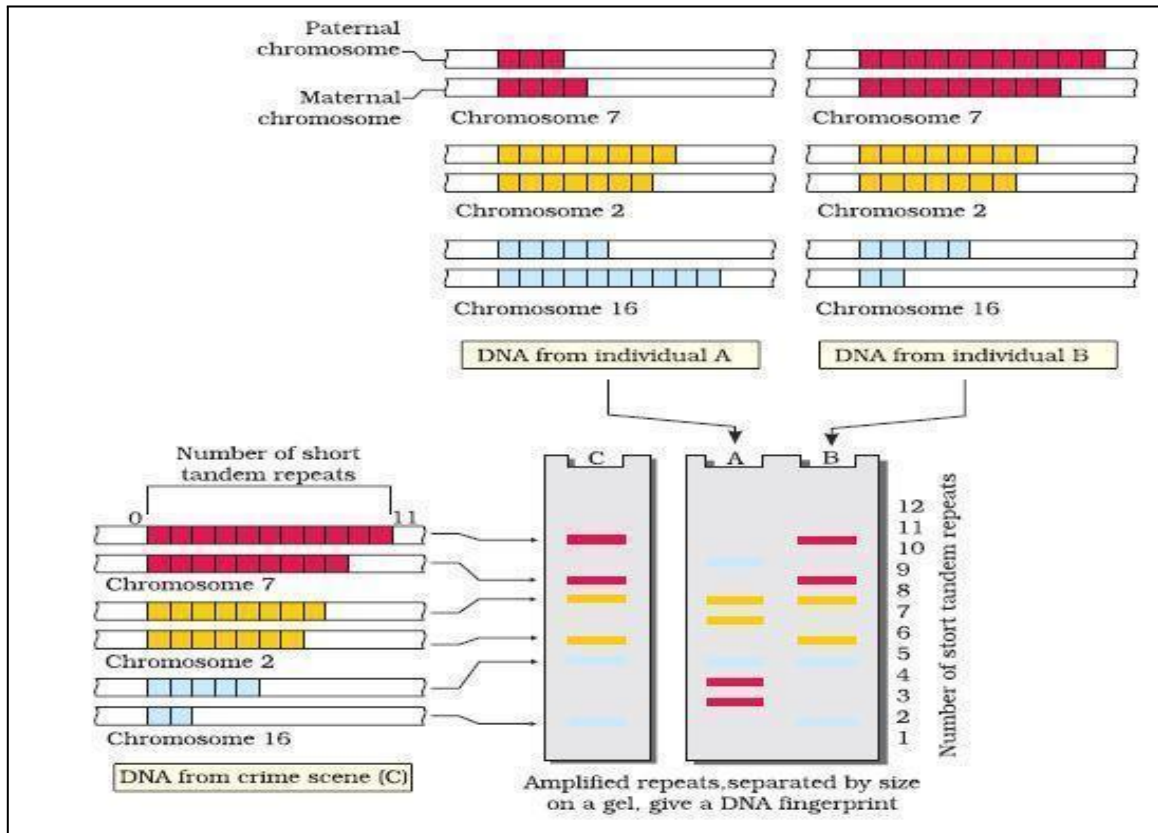 Paternal
chromosome
Maternal
chromosome
Chromosome 7
Chromosome 7
Chromosome 2
Chromosome 2
Chromosome 16
Chromosome 16
DNA from individual A
DNA from individual B
Number of short
tandem repeats
0
11
Chromosome 7
Chromosome 2
Chromosome 16
DNA from crime scene (C)
C
A
B
12
11
10
9
8
7
6
5
4
3
2
1
Number of stort tandem repeats
Amplified repeats,separated by size
on a gel, give a DNA fingerprint